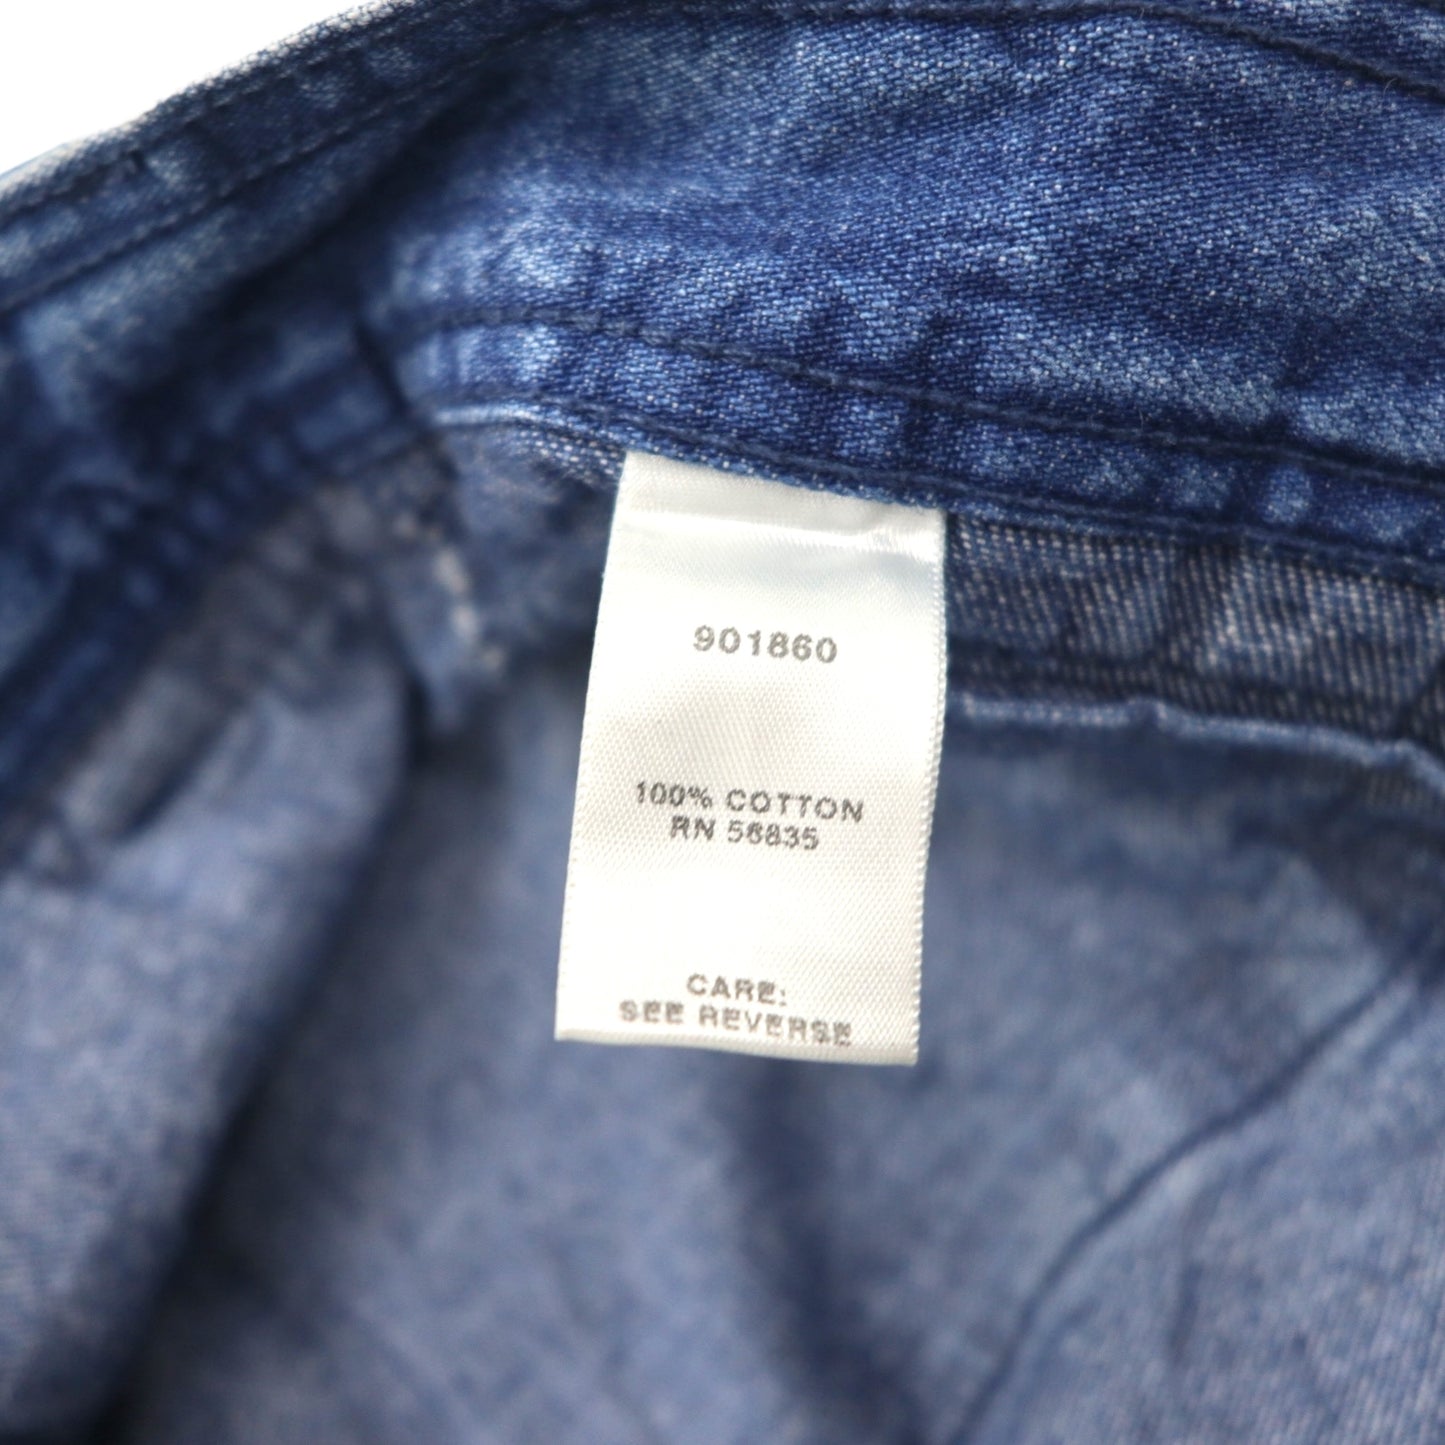 901860
100% COTTON
RN 56835
CARE:
SEE REVERSE